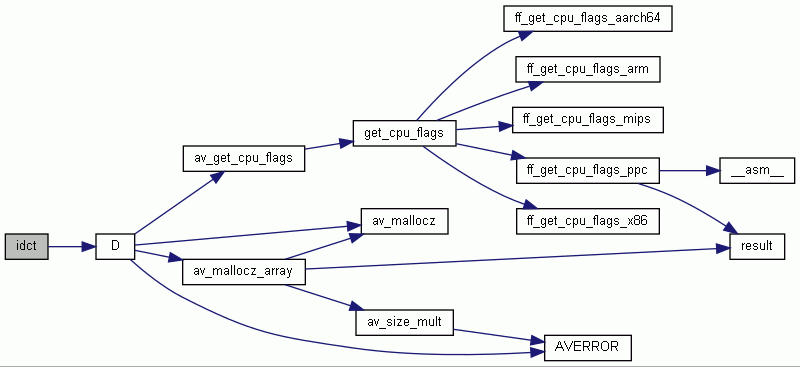 ff_get_cpu_flags_aarch64
ff_get_cpu_flags_arm
ff_get_cpu_flags_mips
get_cpu_flags
av_get_cpu_flags
ff_get_cpu_flags_ppc
__asm__
ff_get_cpu_flags_x86
av_mallocz
idct
D
result
av_mallocz_array
av_size_mult
AVERROR